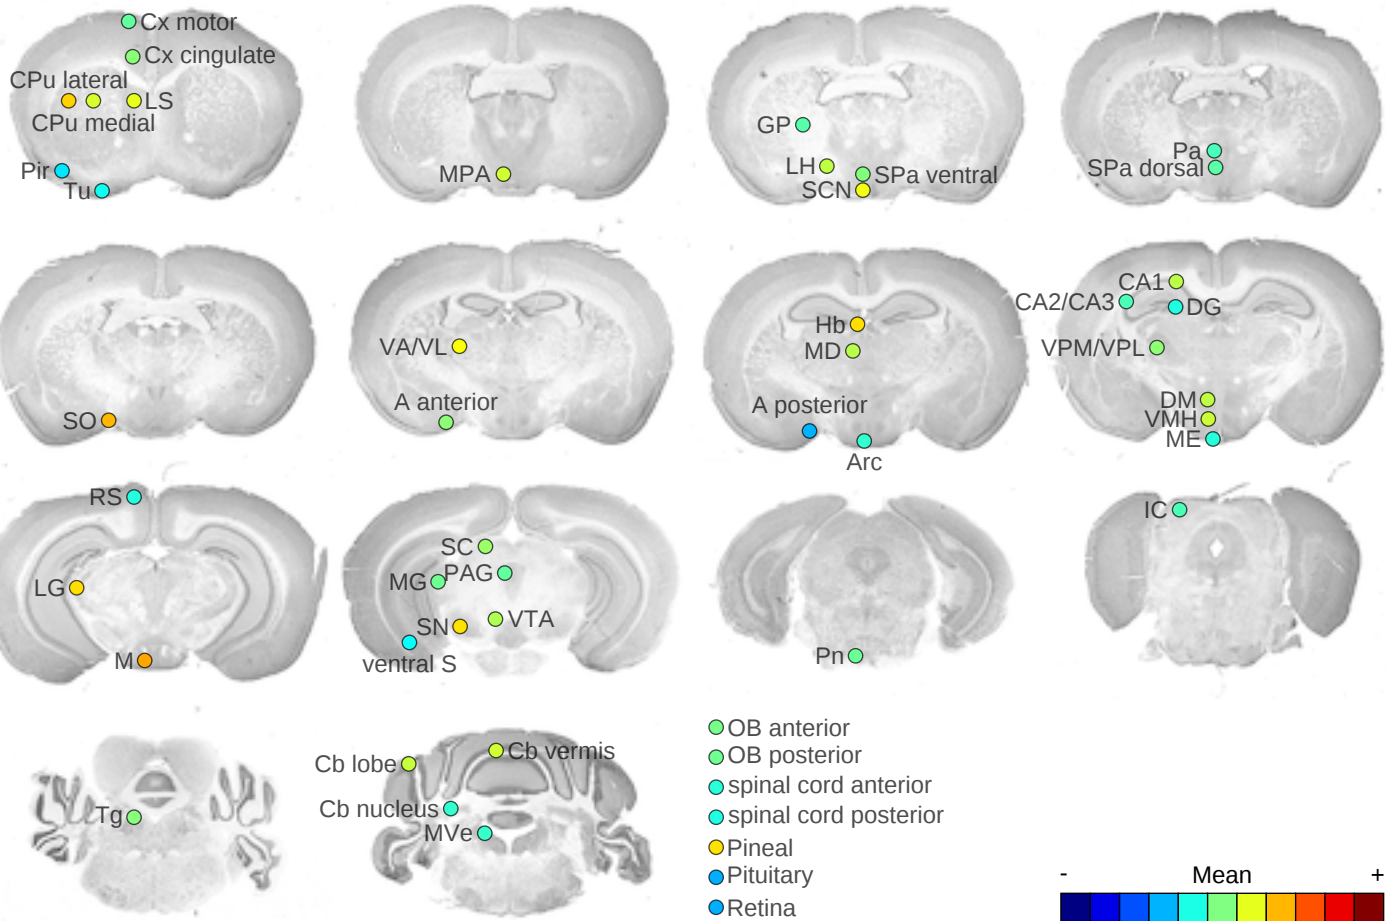 Cx motor
Cx cingulate
CPu lateral
LS
CPu medial
Pir
Tu
MPA
GP
LH
SPa ventral
SCN
Pa
SPa dorsal
SO
VA/VL
A anterior
Hb
MD
A posterior
Arc
CA1
CA2/CA3
DG
VPM/VPL
DM
VMH
ME
RS
LG
M
SC
MG
PAG
SN
VTA
ventral S
Pn
IC
Tg
Cb lobe
Cb vermis
Cb nucleus
MVe
OB anterior
OB posterior
spinal cord anterior
spinal cord posterior
Pineal
Pituitary
Retina
- Mean +